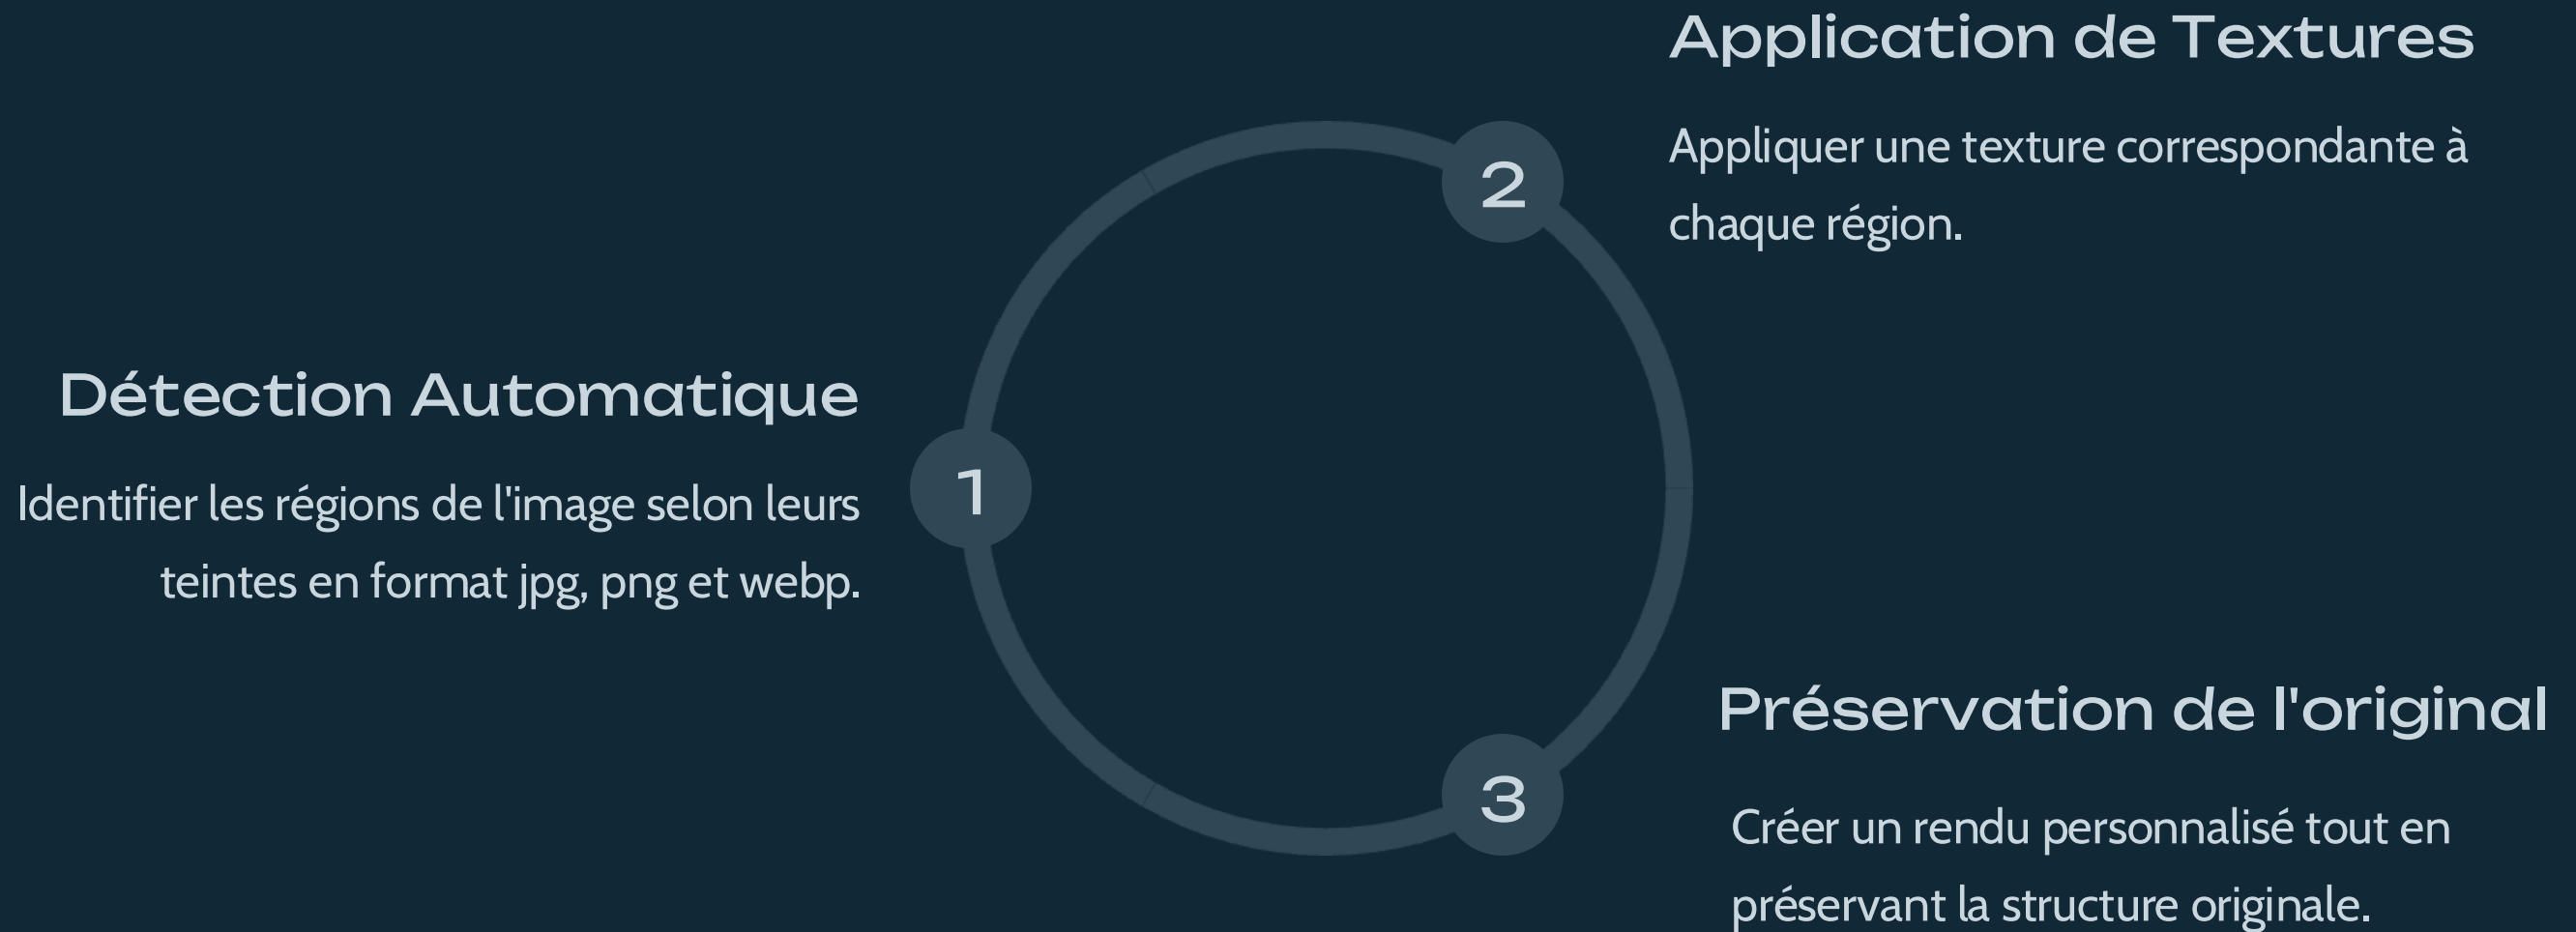 1
Détection Automatique
Identifier les régions de l'image selon leurs
teintes en format jpg, png et webp.
2
Application de Textures
Appliquer une texture correspondante à
chaque région.
3
Préservation de l'original
Créer un rendu personnalisé tout en
préservant la structure originale.